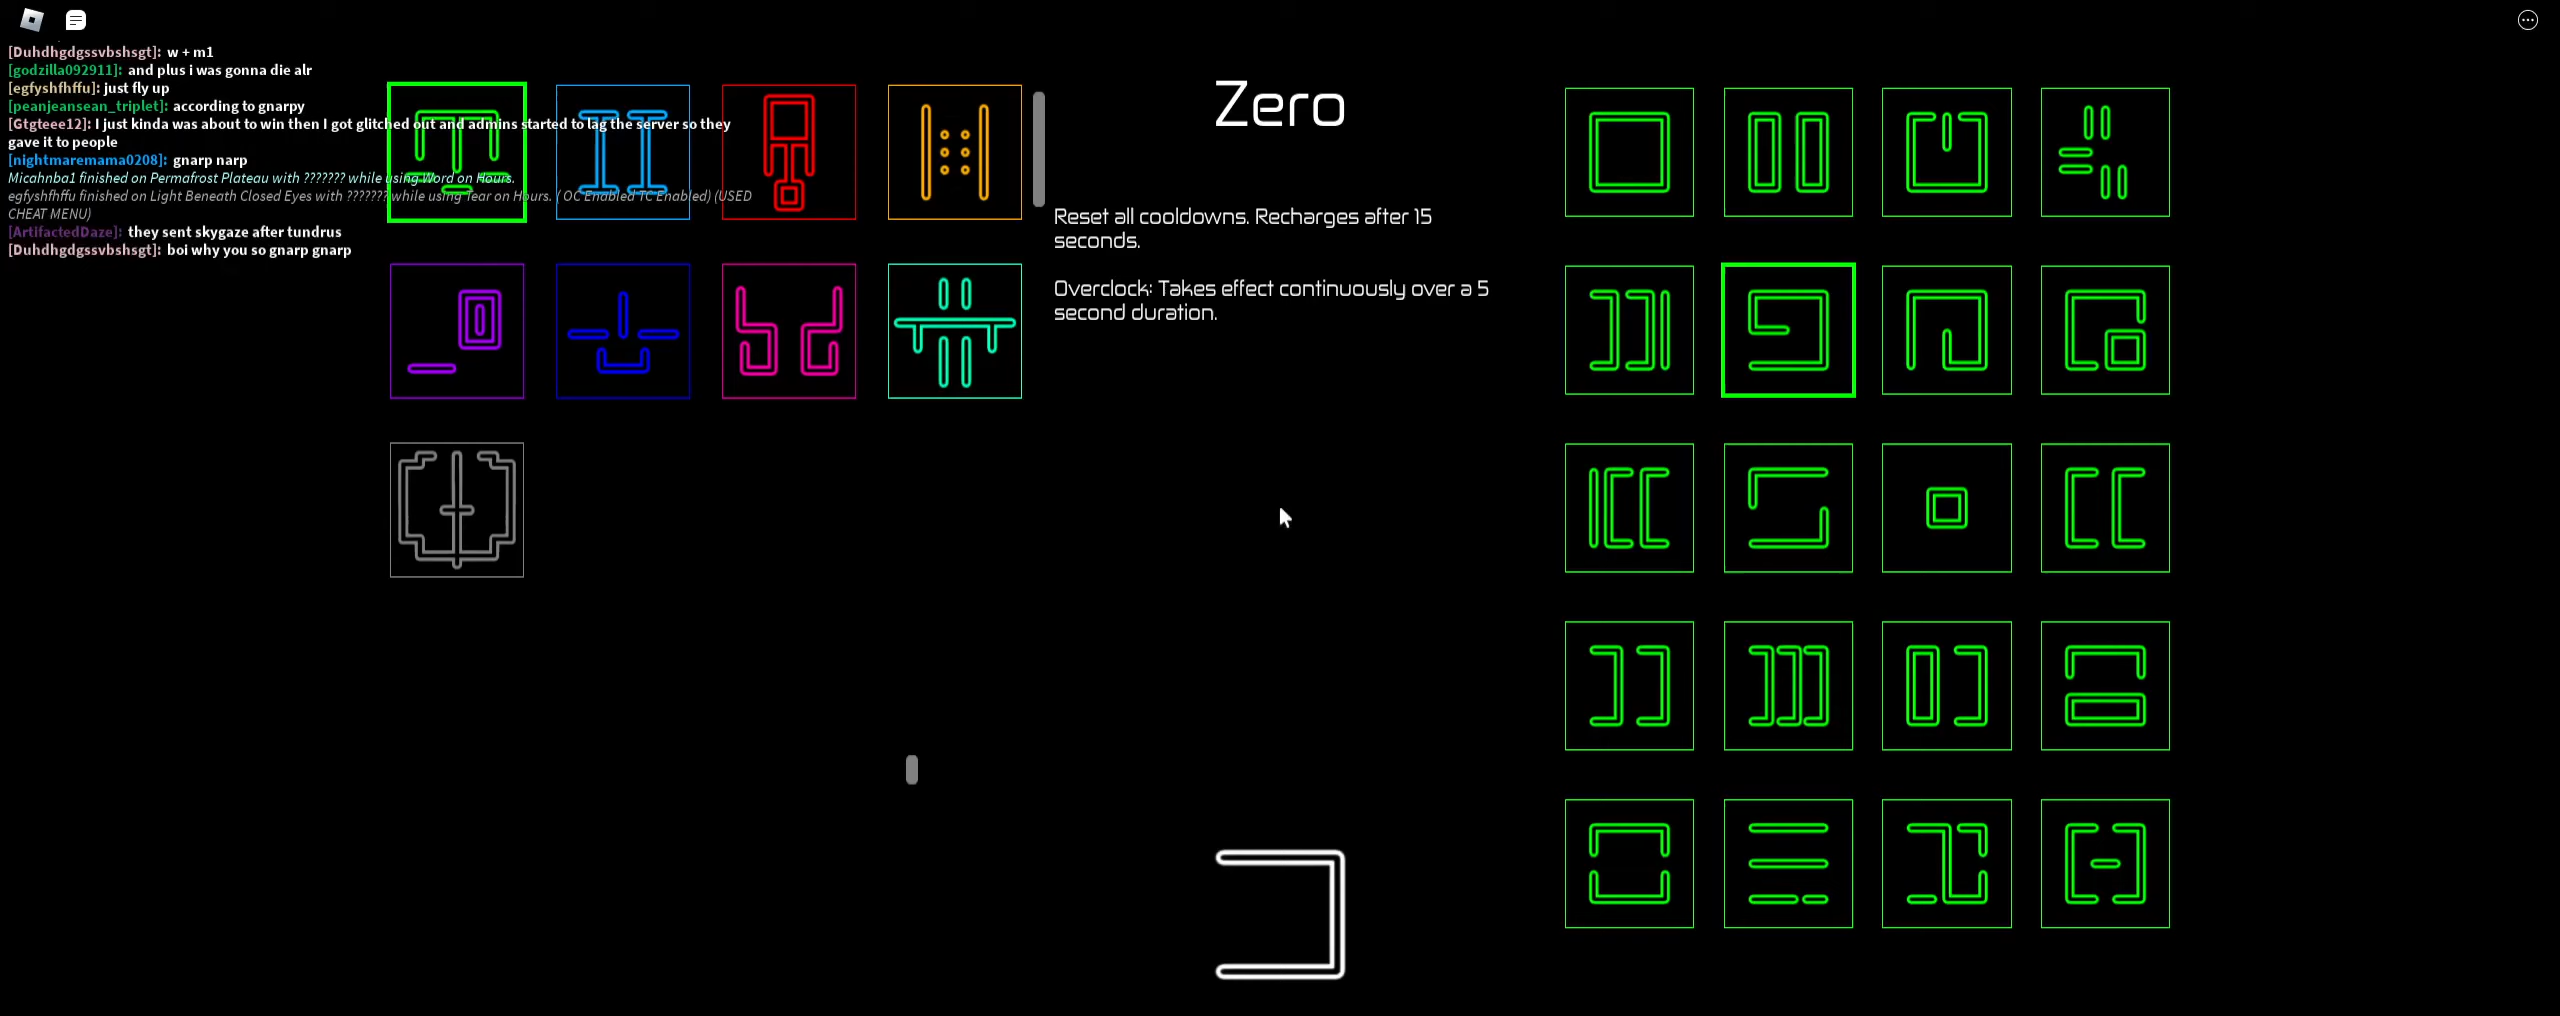 [Duhdhgdgssvbshsgt]: w + m1
[godzilla092911]: and plus i was gonna die alr
[egfyshfhffu]: just fly up
[peanjeansean_triplet]: according to gnarpy
[Gtgteee12]: I just kinda was about to win then I got glitched out and admins started to lag the server so they
gave it to people
[nightmaremama0208]: gnarp narp
Micahnba1 finished on Permafrost Plateau with ??????? while using Word on Hours.
egfyshfhffu finished on Light Beneath Closed Eyes with ??????? while using Tear on Hours. ( OC Enabled TC Enabled) (USED
CHEAT MENU)
[ArtifactedDaze]: they sent skygaze after tundrus
[Duhdhgdgssvbshsgt]: boi why you so gnarp gnarp
Zero
Reset all cooldowns. Recharges after 15
seconds.
Overclock: Takes effect continuously over a 5
second duration.